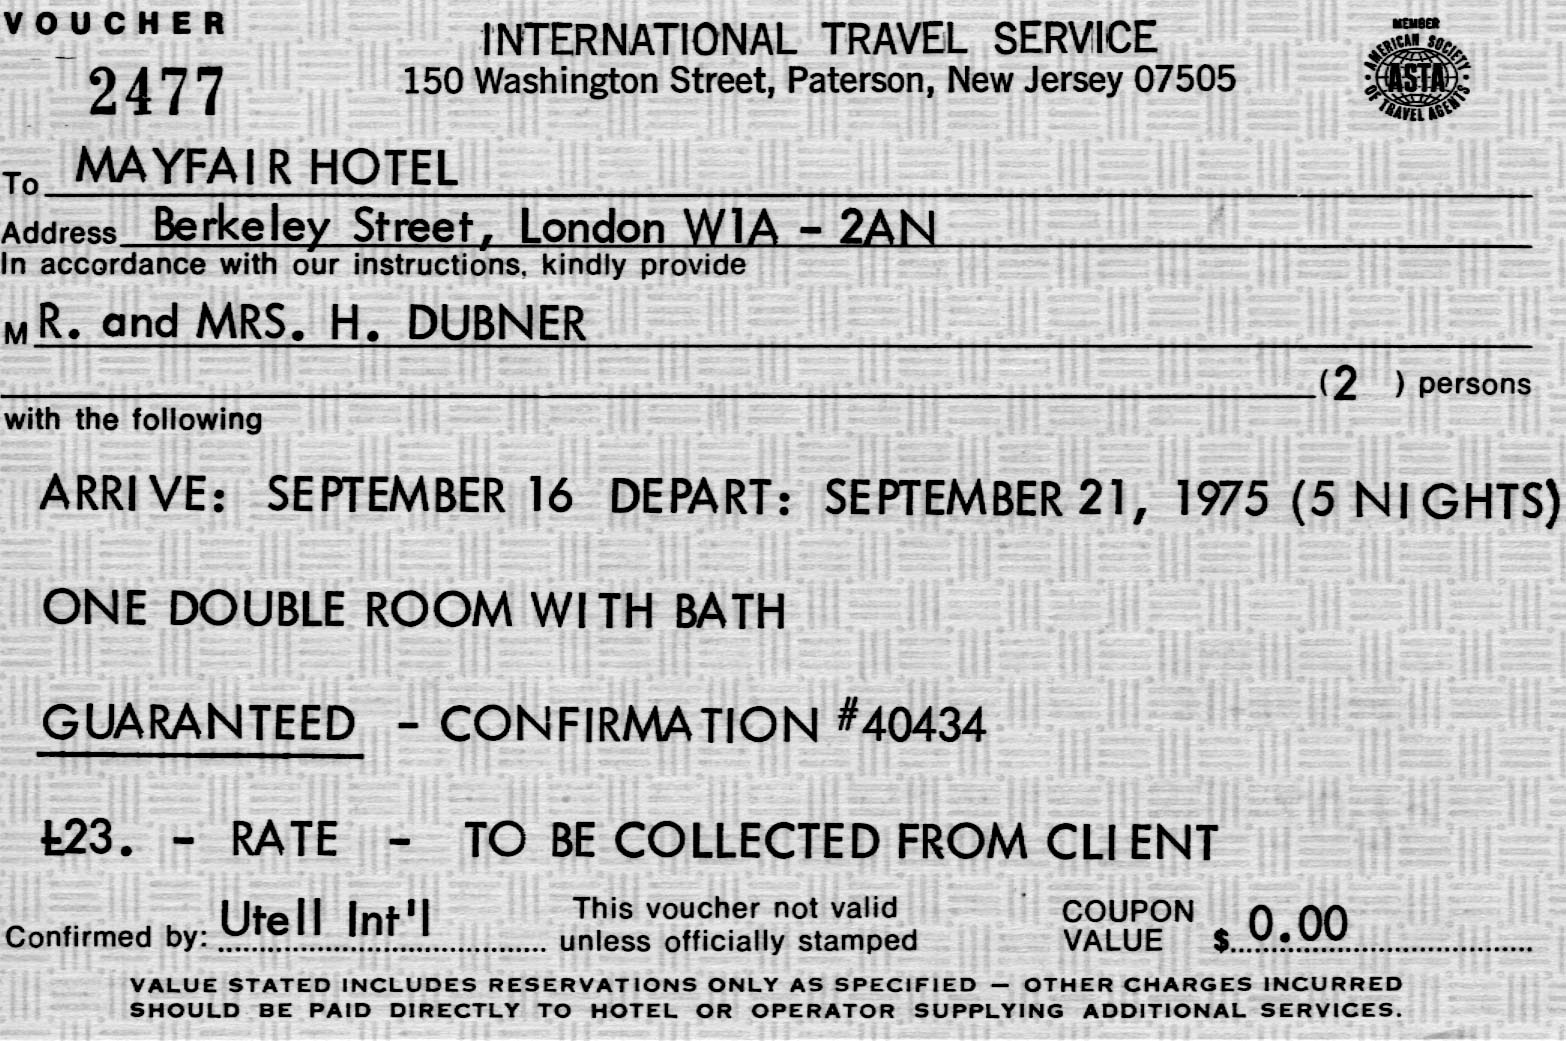 VOUCHER
2477
INTERNATIONAL TRAVEL SERVICE
150 Washington Street, Paterson, New Jersey 07505
MEMBER
AMERICAN SOCIETY
ASTA
OF TRAVEL AGENTS
To MAYFAIR HOTEL
Address Berkeley Street, London W1A - 2AN
In accordance with our instructions, kindly provide
MR. and MRS. H. DUBNER
(2 ) persons
with the following
ARRIVE: SEPTEMBER 16 DEPART: SEPTEMBER 21, 1975 (5 NIGHTS)
ONE DOUBLE ROOM WITH BATH
GUARANTEED - CONFIRMATION #40434
£23. - RATE - TO BE COLLECTED FROM CLIENT
Confirmed by: Utell Int'l
This voucher not valid
unless officially stamped
COUPON
VALUE $ 0.00
VALUE STATED INCLUDES RESERVATIONS ONLY AS SPECIFIED — OTHER CHARGES INCURRED
SHOULD BE PAID DIRECTLY TO HOTEL OR OPERATOR SUPPLYING ADDITIONAL SERVICES.